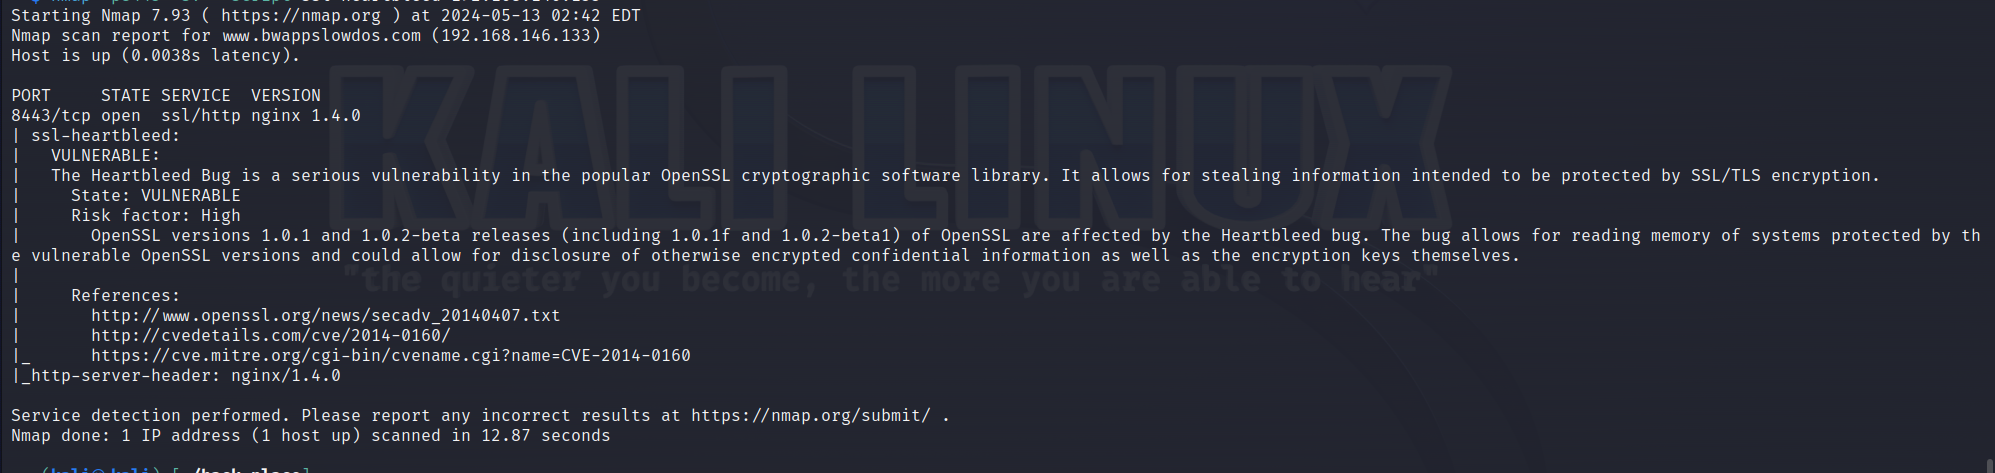 Starting Nmap 7.93 ( https://nmap.org ) at 2024-05-13 02:42 EDT
Nmap scan report for www.bwappslowdos.com (192.168.146.133)
Host is up (0.0038s latency).
PORT     STATE SERVICE  VERSION
8443/tcp open  ssl/http nginx 1.4.0
| ssl-heartbleed:
|   VULNERABLE:
|   The Heartbleed Bug is a serious vulnerability in the popular OpenSSL cryptographic software library. It allows for stealing information intended to be protected by SSL/TLS encryption.
|     State: VULNERABLE
|     Risk factor: High
|       OpenSSL versions 1.0.1 and 1.0.2-beta releases (including 1.0.1f and 1.0.2-beta1) of OpenSSL are affected by the Heartbleed bug. The bug allows for reading memory of systems protected by th
e vulnerable OpenSSL versions and could allow for disclosure of otherwise encrypted confidential information as well as the encryption keys themselves.
|
|     References:
|       http://www.openssl.org/news/secadv_20140407.txt
|       http://cvedetails.com/cve/2014-0160/
|_      https://cve.mitre.org/cgi-bin/cvename.cgi?name=CVE-2014-0160
|_http-server-header: nginx/1.4.0
Service detection performed. Please report any incorrect results at https://nmap.org/submit/ .
Nmap done: 1 IP address (1 host up) scanned in 12.87 seconds
KALI LINUX
"the quieter you become, the more you are able to hear"